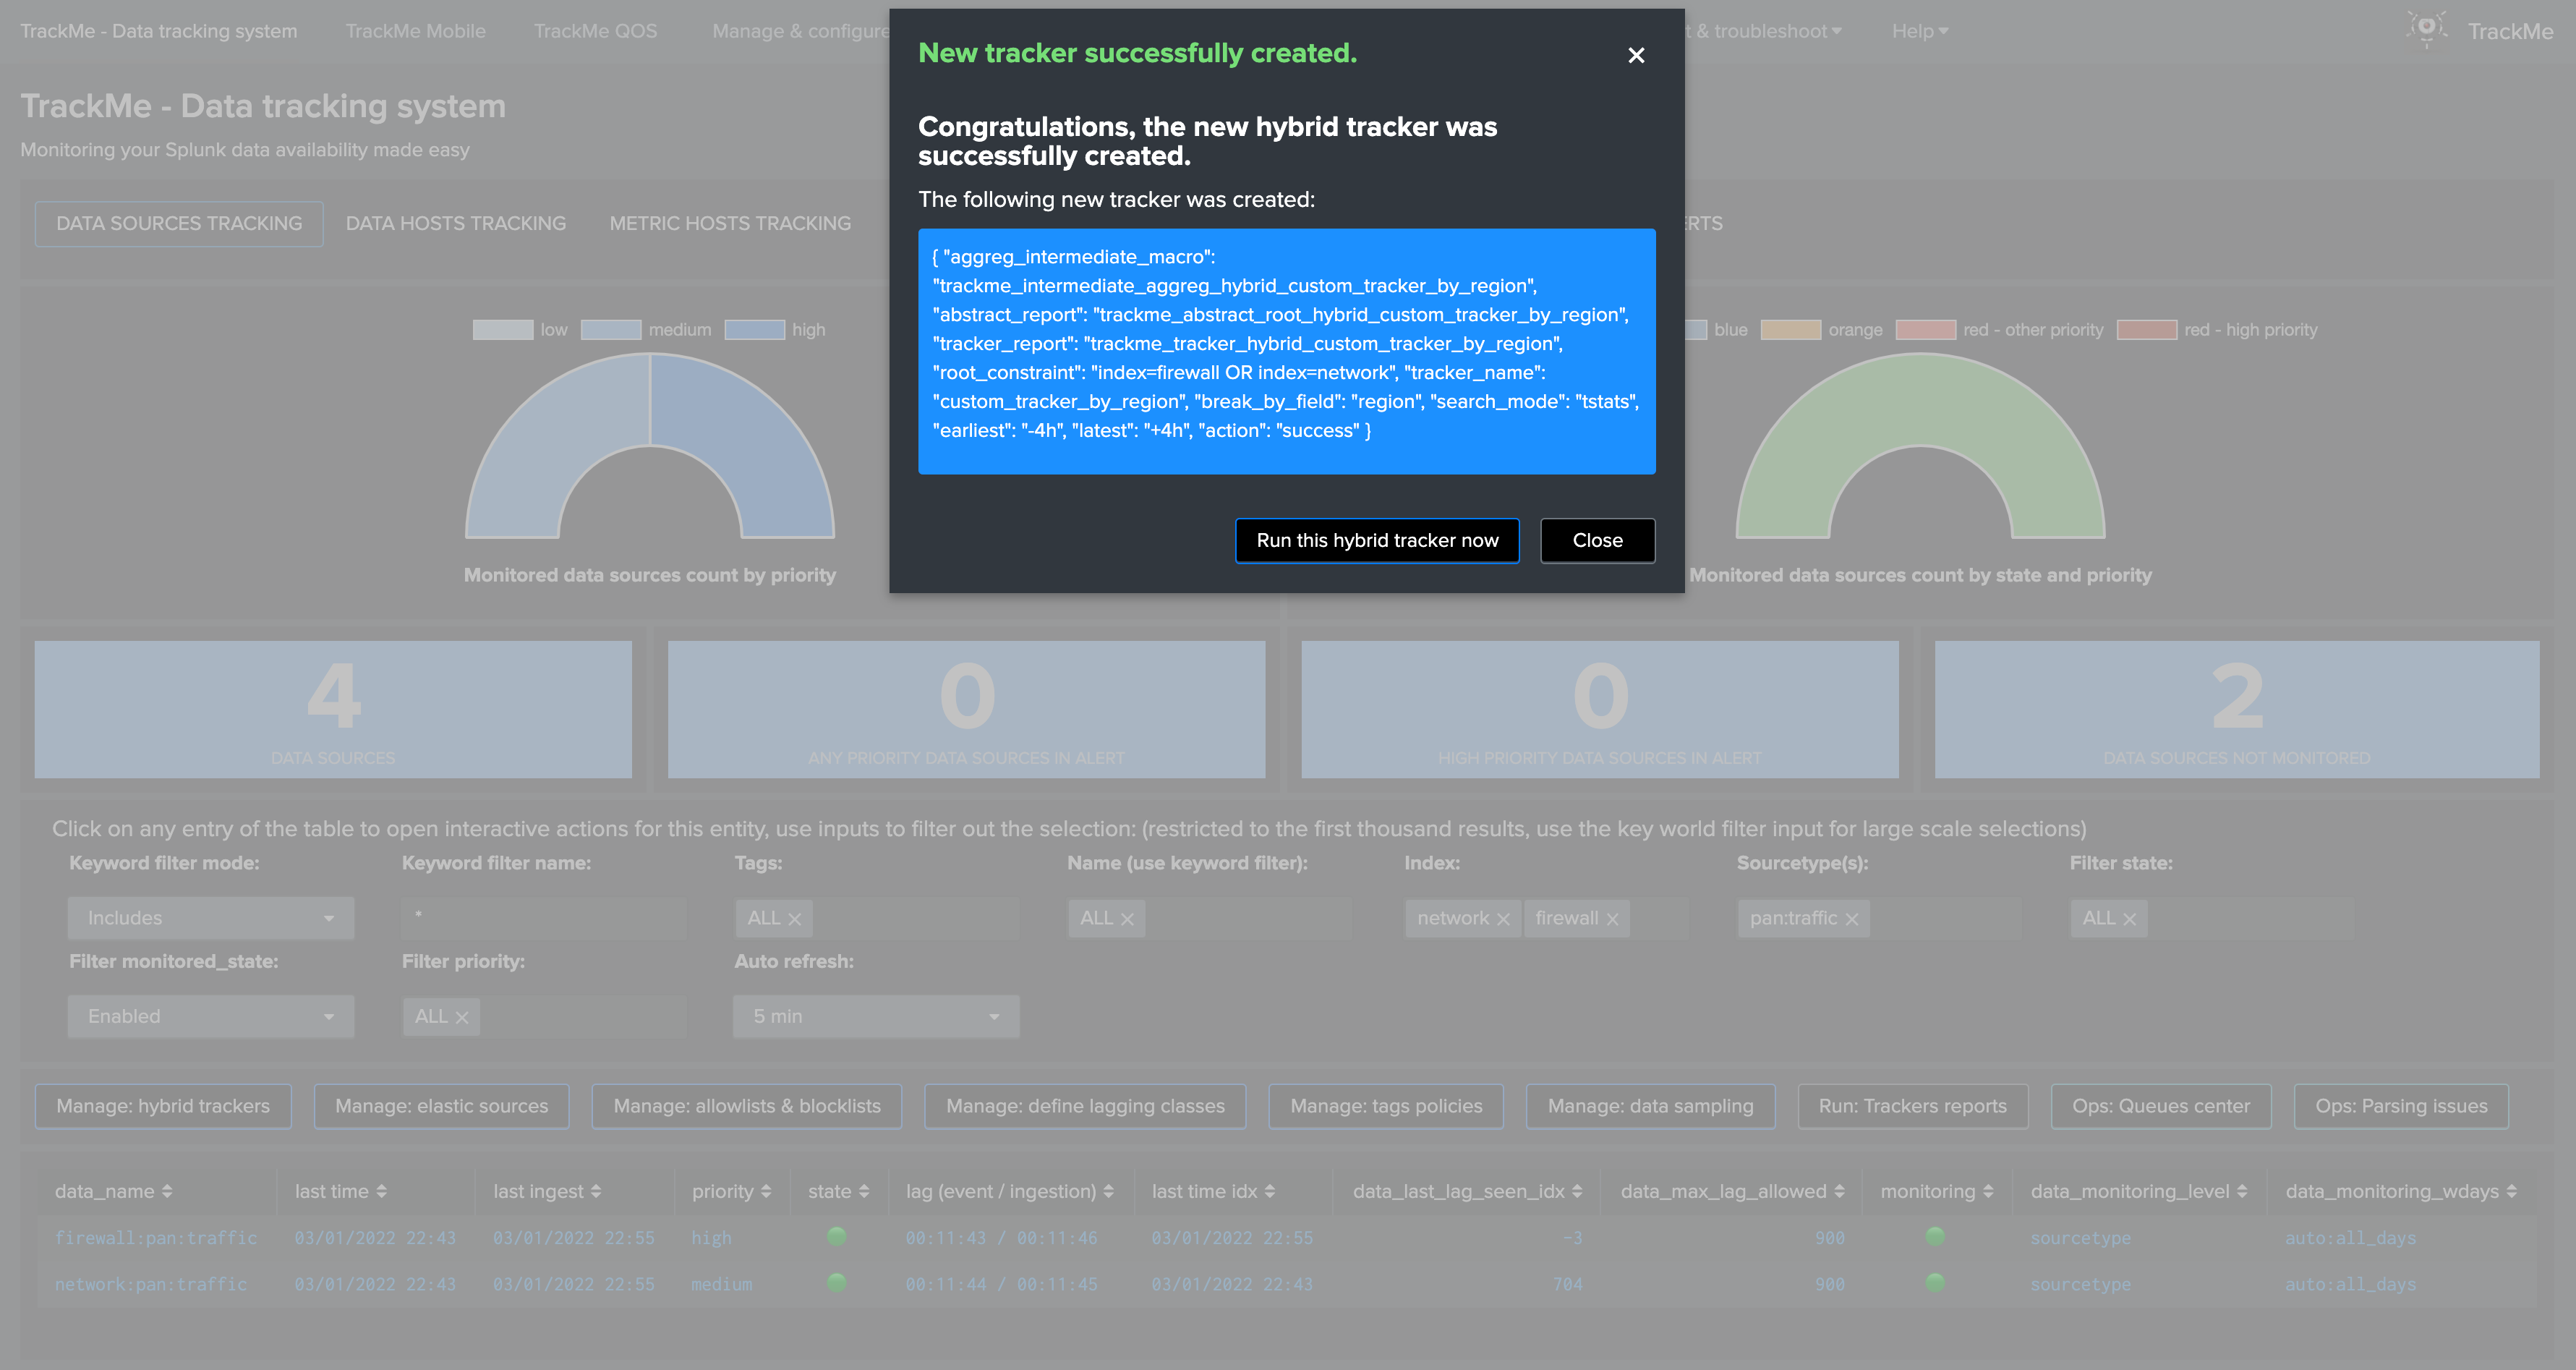 TrackMe - Data tracking system
TrackMe Mobile
TrackMe QOS
Manage & configure
t & troubleshoot
Help
TrackMe
TrackMe - Data tracking system
Monitoring your Splunk data availability made easy
DATA SOURCES TRACKING
DATA HOSTS TRACKING
METRIC HOSTS TRACKING
ERTS
New tracker successfully created.
Congratulations, the new hybrid tracker was
successfully created.
The following new tracker was created:
{ "aggreg_intermediate_macro":
"trackme_intermediate_aggreg_hybrid_custom_tracker_by_region",
"abstract_report": "trackme_abstract_root_hybrid_custom_tracker_by_region",
"tracker_report": "trackme_tracker_hybrid_custom_tracker_by_region",
"root_constraint": "index=firewall OR index=network", "tracker_name":
"custom_tracker_by_region", "break_by_field": "region", "search_mode": "tstats",
"earliest": "-4h", "latest": "+4h", "action": "success" }
Run this hybrid tracker now
Close
low
medium
high
Monitored data sources count by priority
blue
orange
red - other priority
red - high priority
Monitored data sources count by state and priority
4
DATA SOURCES
0
ANY PRIORITY DATA SOURCES IN ALERT
0
HIGH PRIORITY DATA SOURCES IN ALERT
2
DATA SOURCES NOT MONITORED
Click on any entry of the table to open interactive actions for this entity, use inputs to filter out the selection: (restricted to the first thousand results, use the key world filter input for large scale selections)
Keyword filter mode:
Keyword filter name:
Tags:
Name (use keyword filter):
Index:
Sourcetype(s):
Filter state:
Includes
*
ALL
ALL
network
firewall
pan:traffic
ALL
Filter monitored_state:
Filter priority:
Auto refresh:
Enabled
ALL
5 min
Manage: hybrid trackers
Manage: elastic sources
Manage: allowlists & blocklists
Manage: define lagging classes
Manage: tags policies
Manage: data sampling
Run: Trackers reports
Ops: Queues center
Ops: Parsing issues
data_name last time last ingest priority state lag (event / ingestion) last time idx data_last_lag_seen_idx data_max_lag_allowed monitoring data_monitoring_level data_monitoring_wdays
firewall:pan:traffic 03/01/2022 22:43 03/01/2022 22:55 high 00:11:43 / 00:11:46 03/01/2022 22:55 -3 900 sourcetype auto:all_days
network:pan:traffic 03/01/2022 22:43 03/01/2022 22:55 medium 00:11:44 / 00:11:45 03/01/2022 22:43 704 900 sourcetype auto:all_days